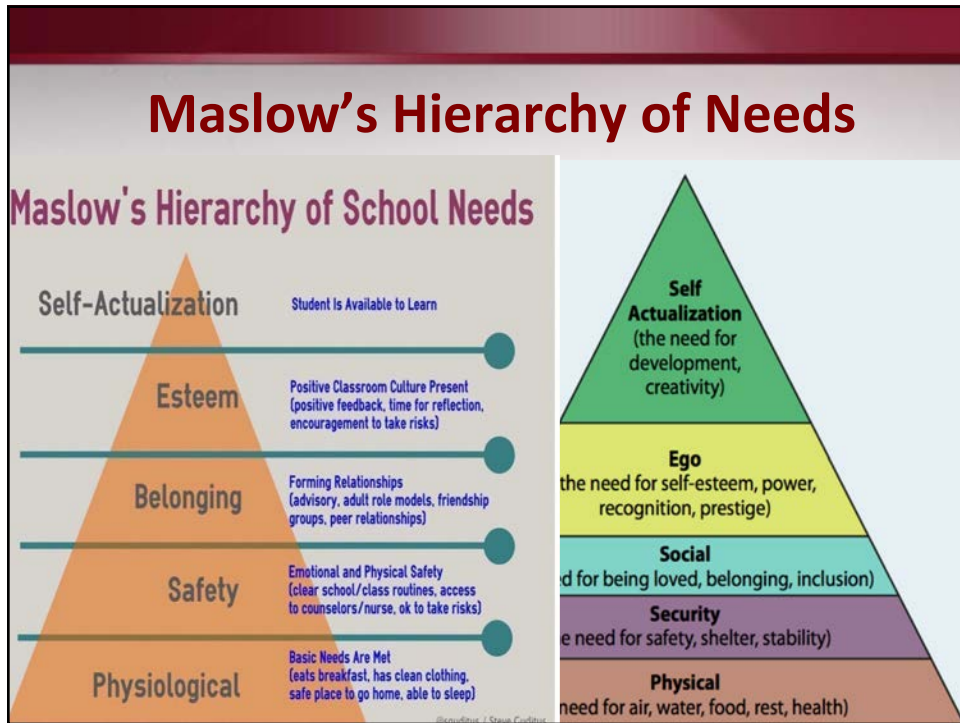 Maslow's Hierarchy of Needs
Maslow's Hierarchy of School Needs
Self-Actualization
Student Is Available to Learn
Esteem
Positive Classroom Culture Present
(positive feedback, time for reflection,
encouragement to take risks)
Belonging
Forming Relationships
(advisory, adult role models, friendship
groups, peer relationships)
Safety
Emotional and Physical Safety
(clear school/class routines, access
to counselors/nurse, ok to take risks)
Physiological
Basic Needs Are Met
(eats breakfast, has clean clothing,
safe place to go home, able to sleep)
Self
Actualization
(the need for
development,
creativity)
Ego
the need for self-esteem, power,
recognition, prestige)
Social
ed for being loved, belonging, inclusion)
Security
e need for safety, shelter, stability)
Physical
need for air, water, food, rest, health)